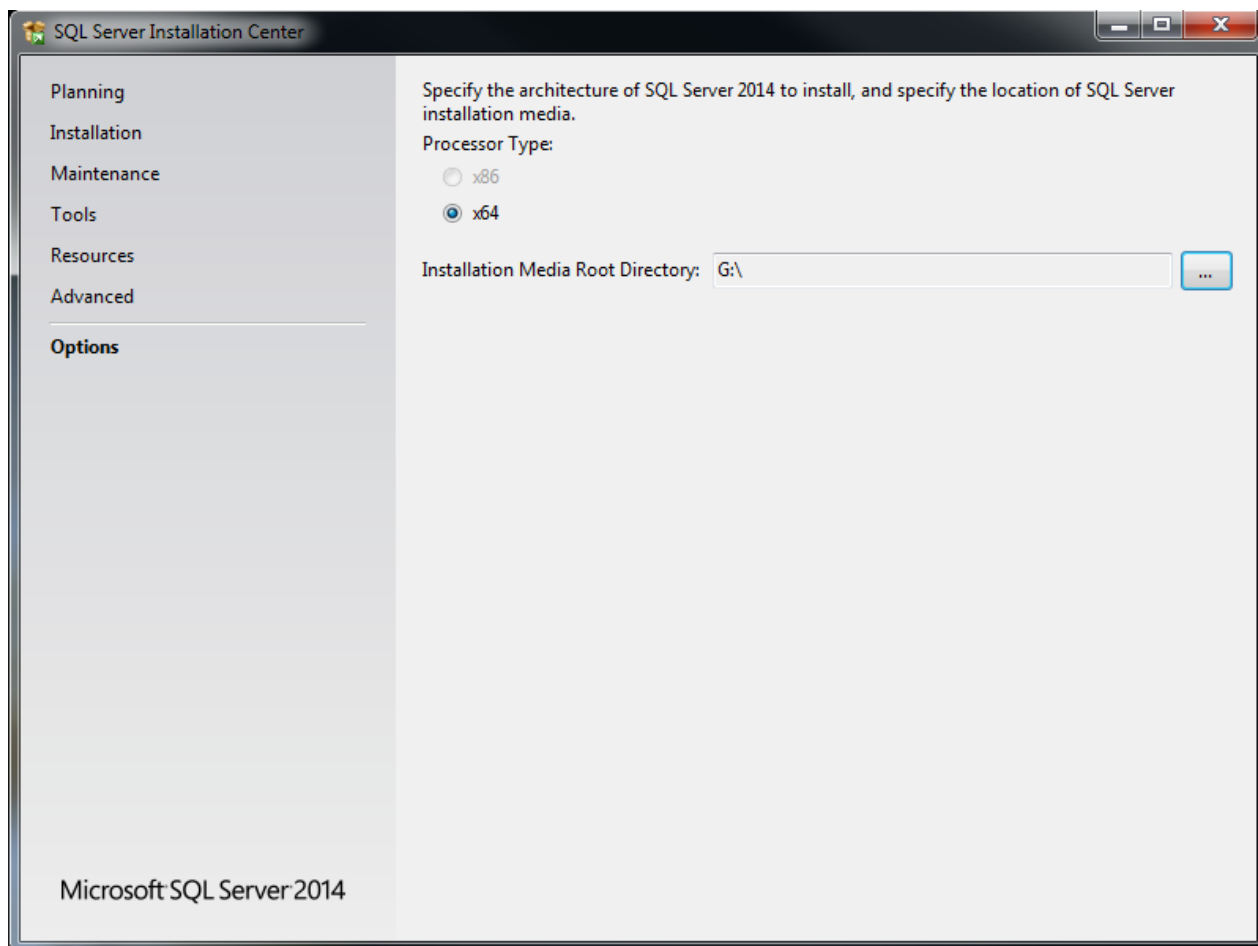 SQL Server Installation Center
Planning
Installation
Maintenance
Tools
Resources
Advanced
Options
Specify the architecture of SQL Server 2014 to install, and specify the location of SQL Server
installation media.
Processor Type:
x86
x64
Installation Media Root Directory: G:\ ...
Microsoft SQL Server 2014